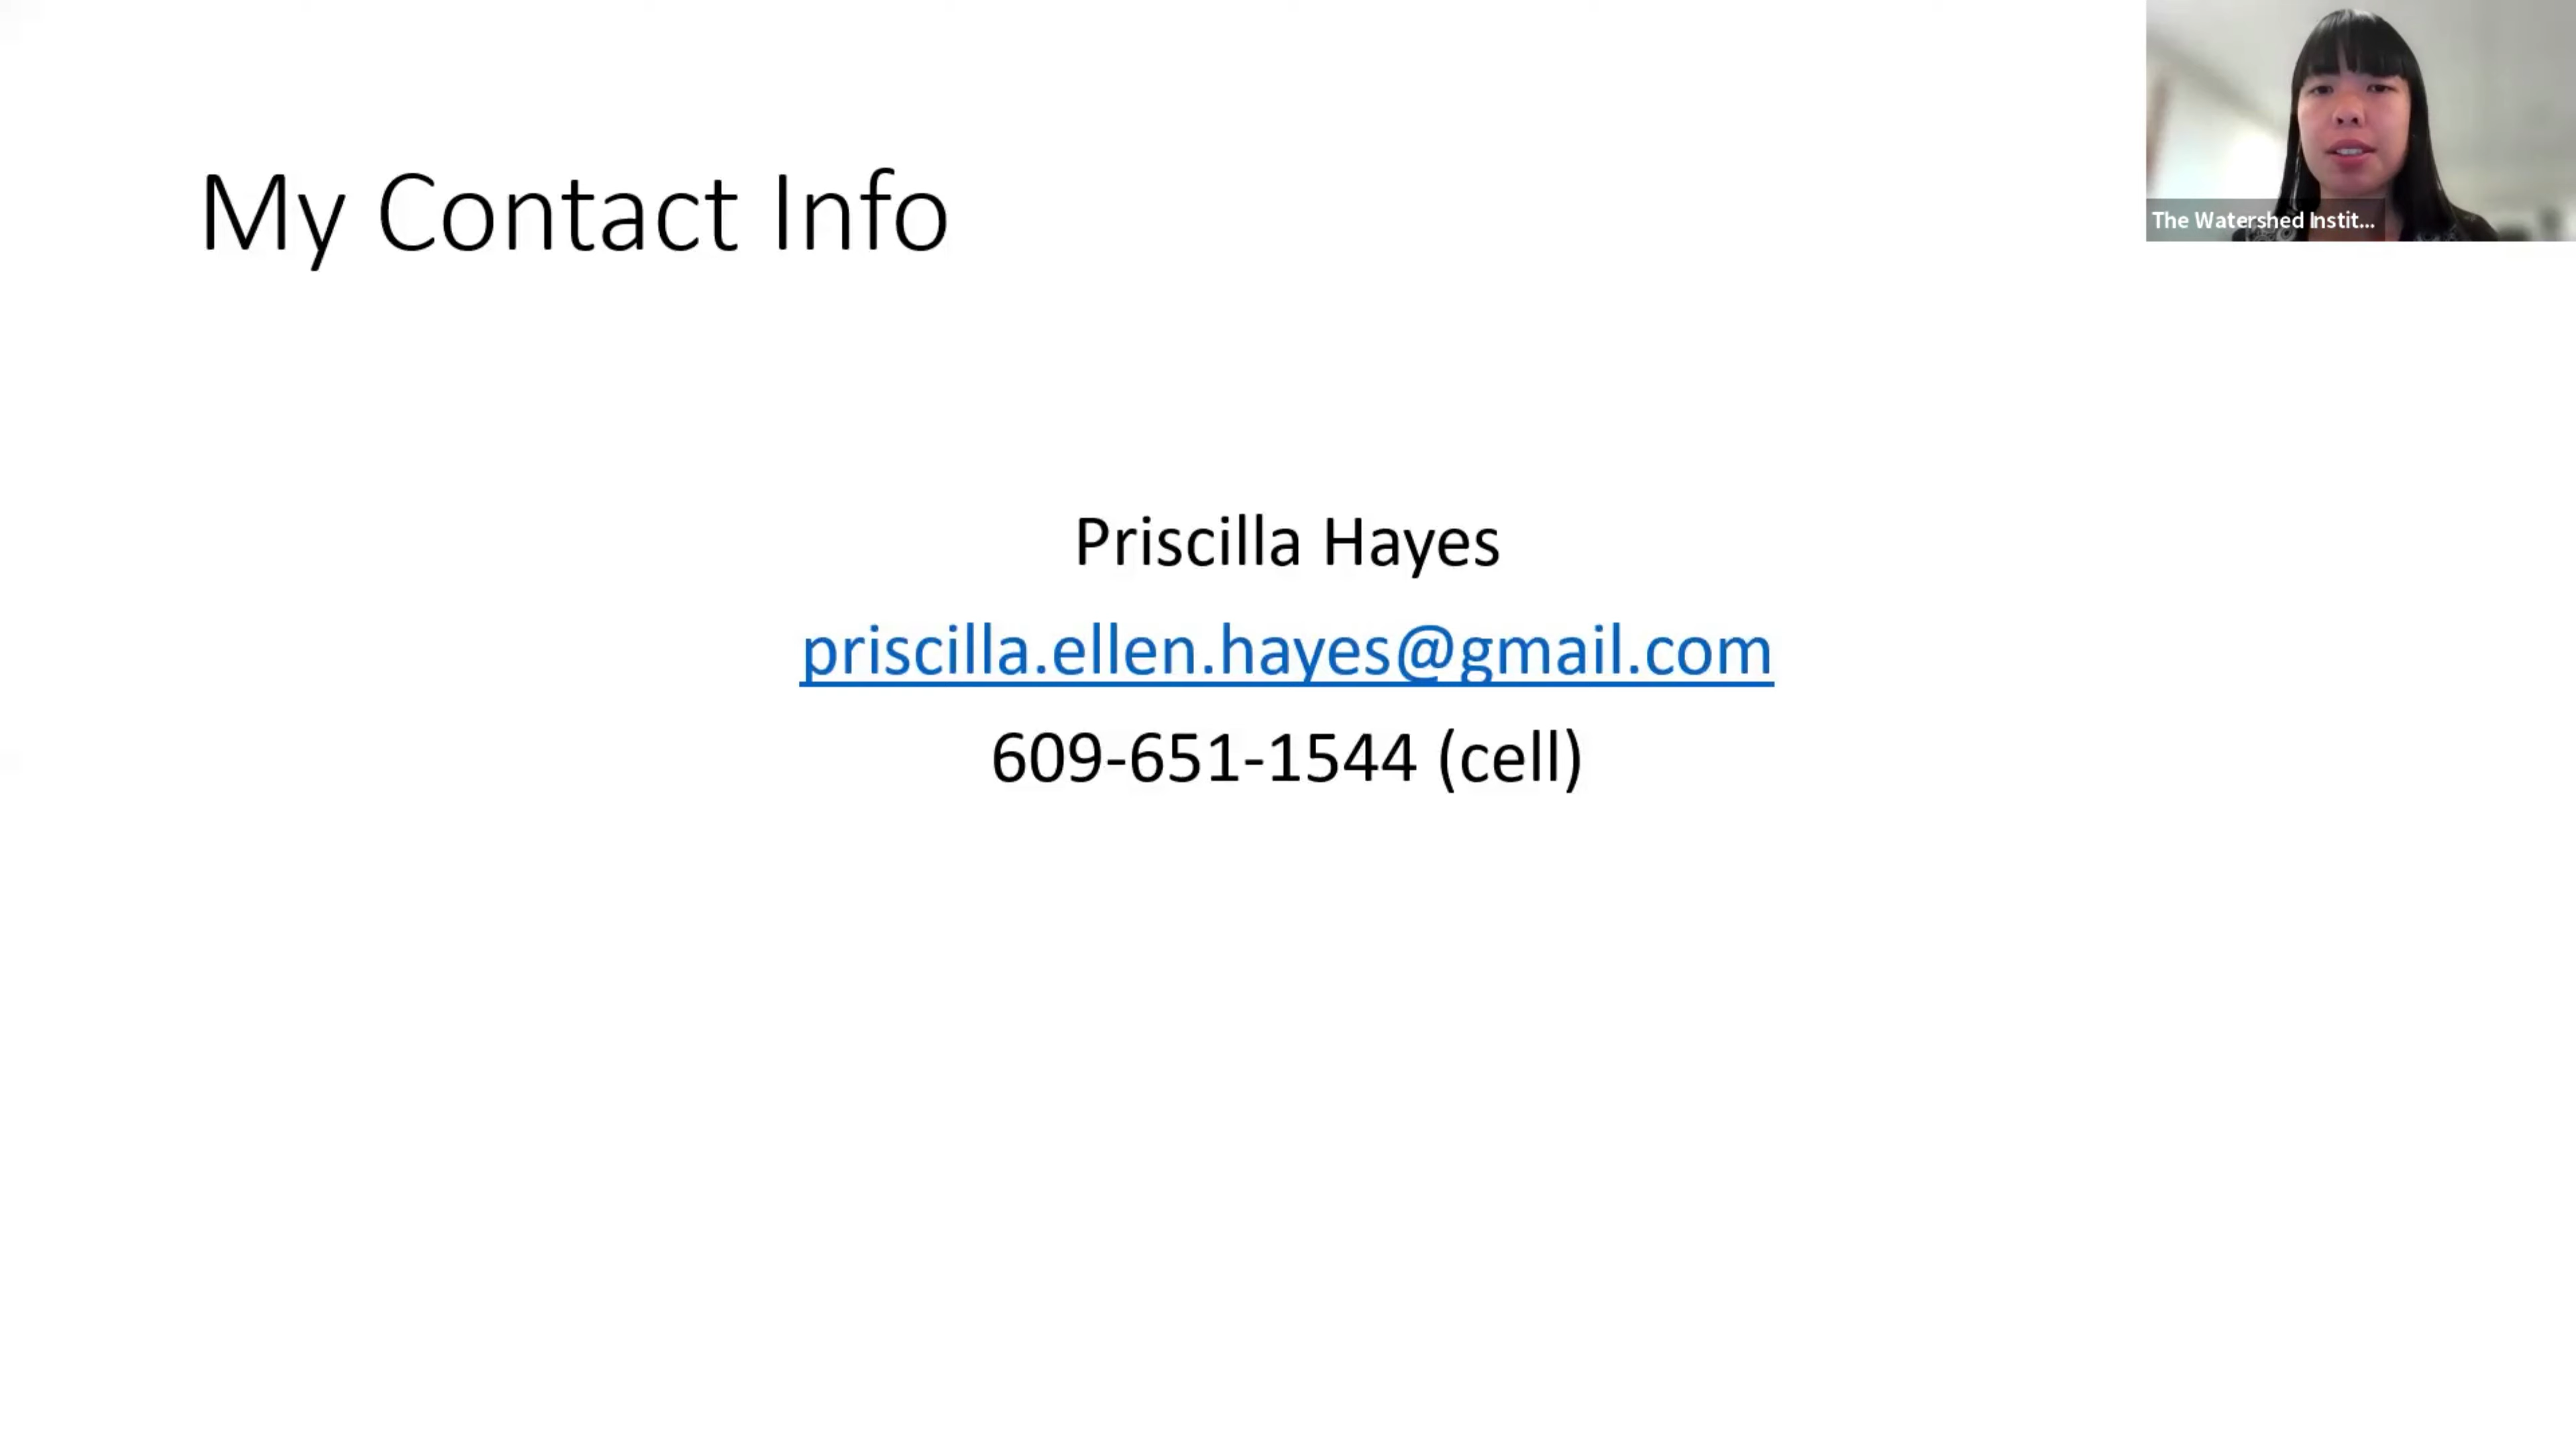 The Watershed Instit...
My Contact Info
Priscilla Hayes
priscilla.ellen.hayes@gmail.com
609-651-1544 (cell)